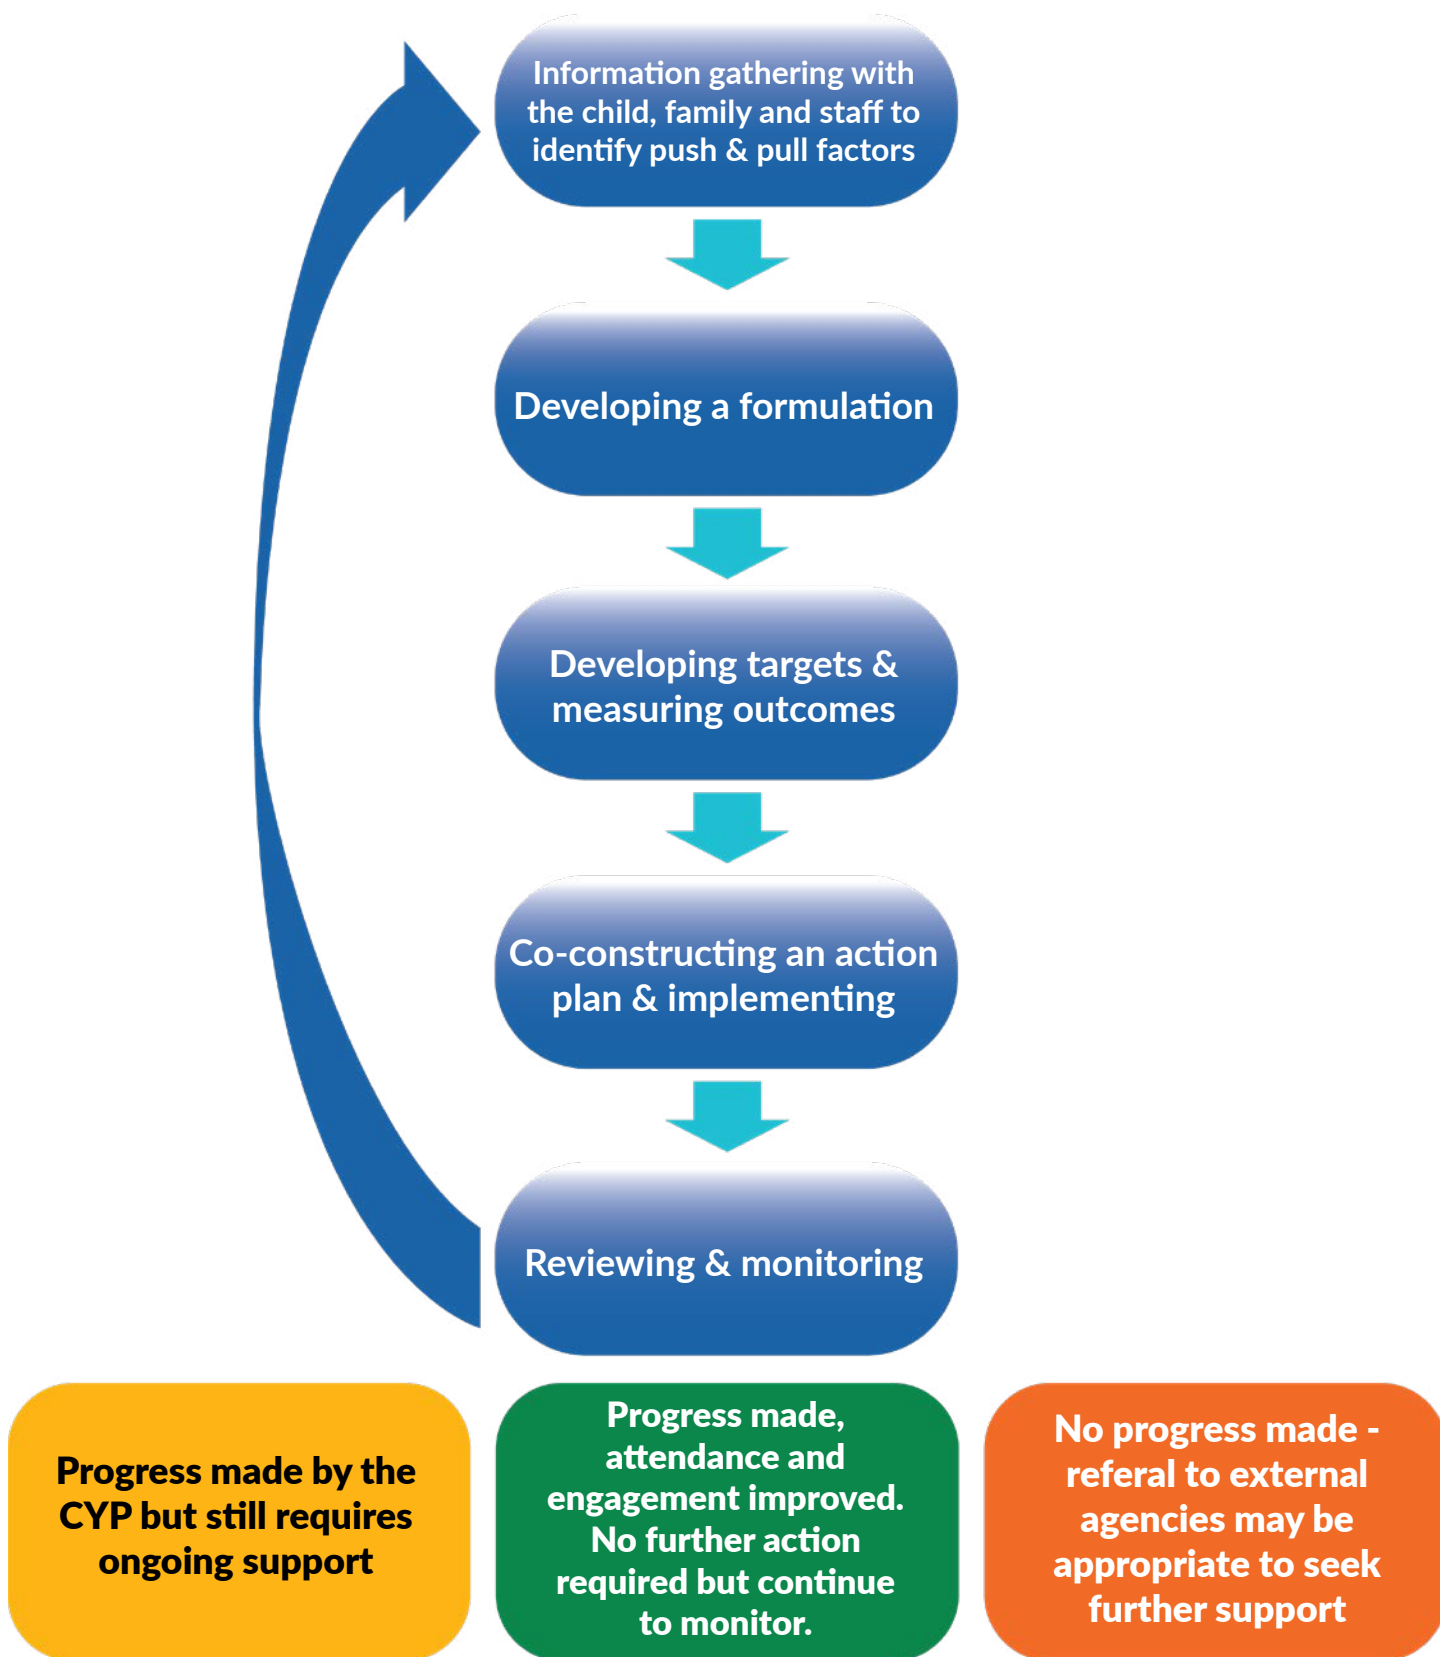 Information gathering with
the child, family and staff to
identify push & pull factors
Developing a formulation
Developing targets &
measuring outcomes
Co-constructing an action
plan & implementing
Reviewing & monitoring
Progress made by the
CYP but still requires
ongoing support
Progress made,
attendance and
engagement improved.
No further action
required but continue
to monitor.
No progress made -
referal to external
agencies may be
appropriate to seek
further support